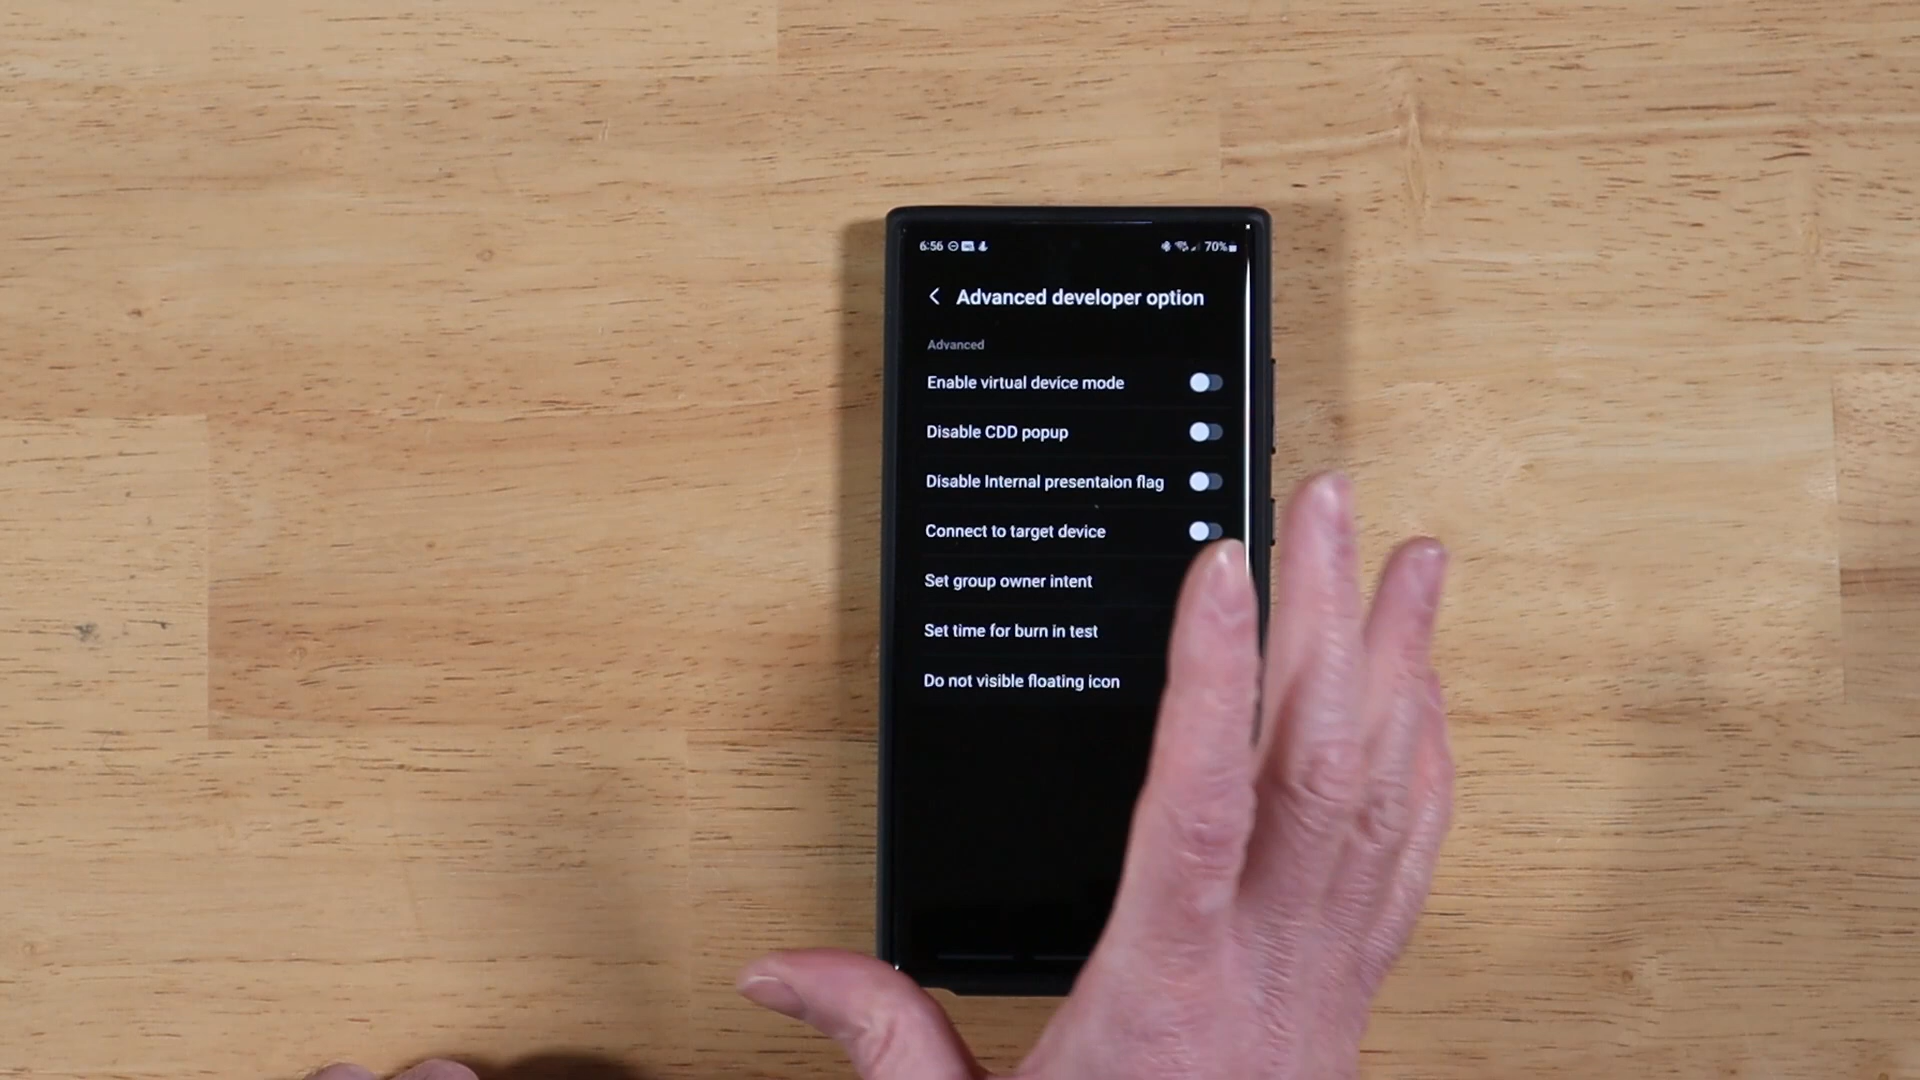 6:56 70%
Advanced developer option
Advanced
Enable virtual device mode
Disable CDD popup
Disable Internal presentaion flag
Connect to target device
Set group owner intent
Set time for burn in test
Do not visible floating icon